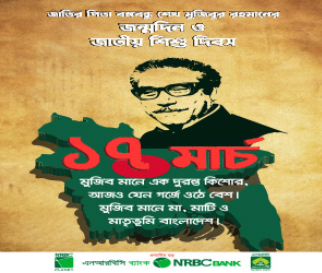 জাতির পিতা বঙ্গবন্ধু শেখ মুজিবুর রহমানের
জন্মদিন ও
জাতীয় শিশু দিবস
১৭ মার্চ
মুজিব মানে এক দুরন্ত কিশোর,
আজও যেন গর্জে ওঠে বেশ।
মুজিব মানে মা, মাটি ও
মাতৃভূমি বাংলাদেশ।
এনআরবিসি ব্যাংক
NRBC BANK